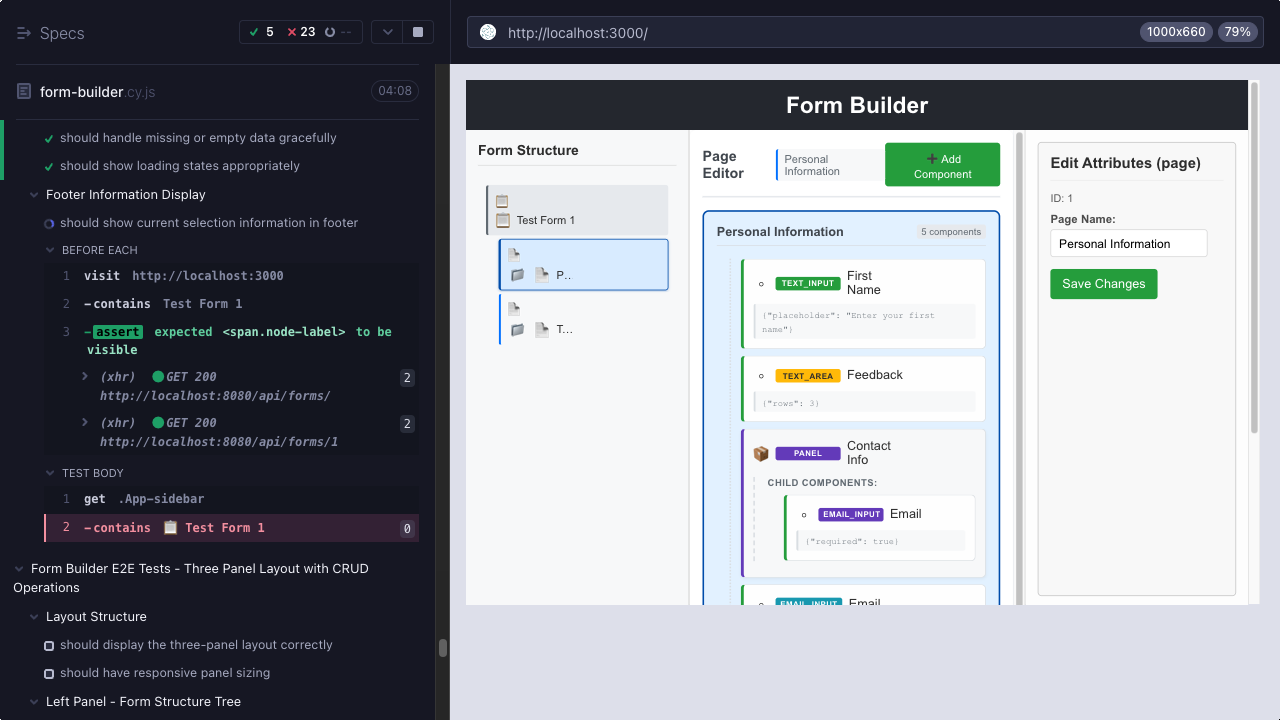 Specs
5
23
--
form-builder.cy.js
04:08
should handle missing or empty data gracefully
should show loading states appropriately
Footer Information Display
should show current selection information in footer
BEFORE EACH
1 visit http://localhost:3000
2 -contains Test Form 1
3 -assert expected <span.node-label> to be
visible
(xhr) GET 200
http://localhost:8080/api/forms/
2
(xhr) GET 200
http://localhost:8080/api/forms/1
2
TEST BODY
1 get .App-sidebar
2 -contains 📋 Test Form 1
0
Form Builder E2E Tests - Three Panel Layout with CRUD
Operations
Layout Structure
should display the three-panel layout correctly
should have responsive panel sizing
Left Panel - Form Structure Tree
http://localhost:3000/
1000x660
79%
Form Builder
Form Structure
Test Form 1
P..
T...
Page
Editor
Personal
Information
➕ Add
Component
Personal Information
5 components
TEXT_INPUT
First
Name
{"placeholder": "Enter your first
name"}
TEXT_AREA
Feedback
{"rows": 3}
PANEL
Contact
Info
CHILD COMPONENTS:
EMAIL_INPUT
Email
{"required": true}
EMAIL_INPUT
Email
Edit Attributes (page)
ID: 1
Page Name:
Personal Information
Save Changes